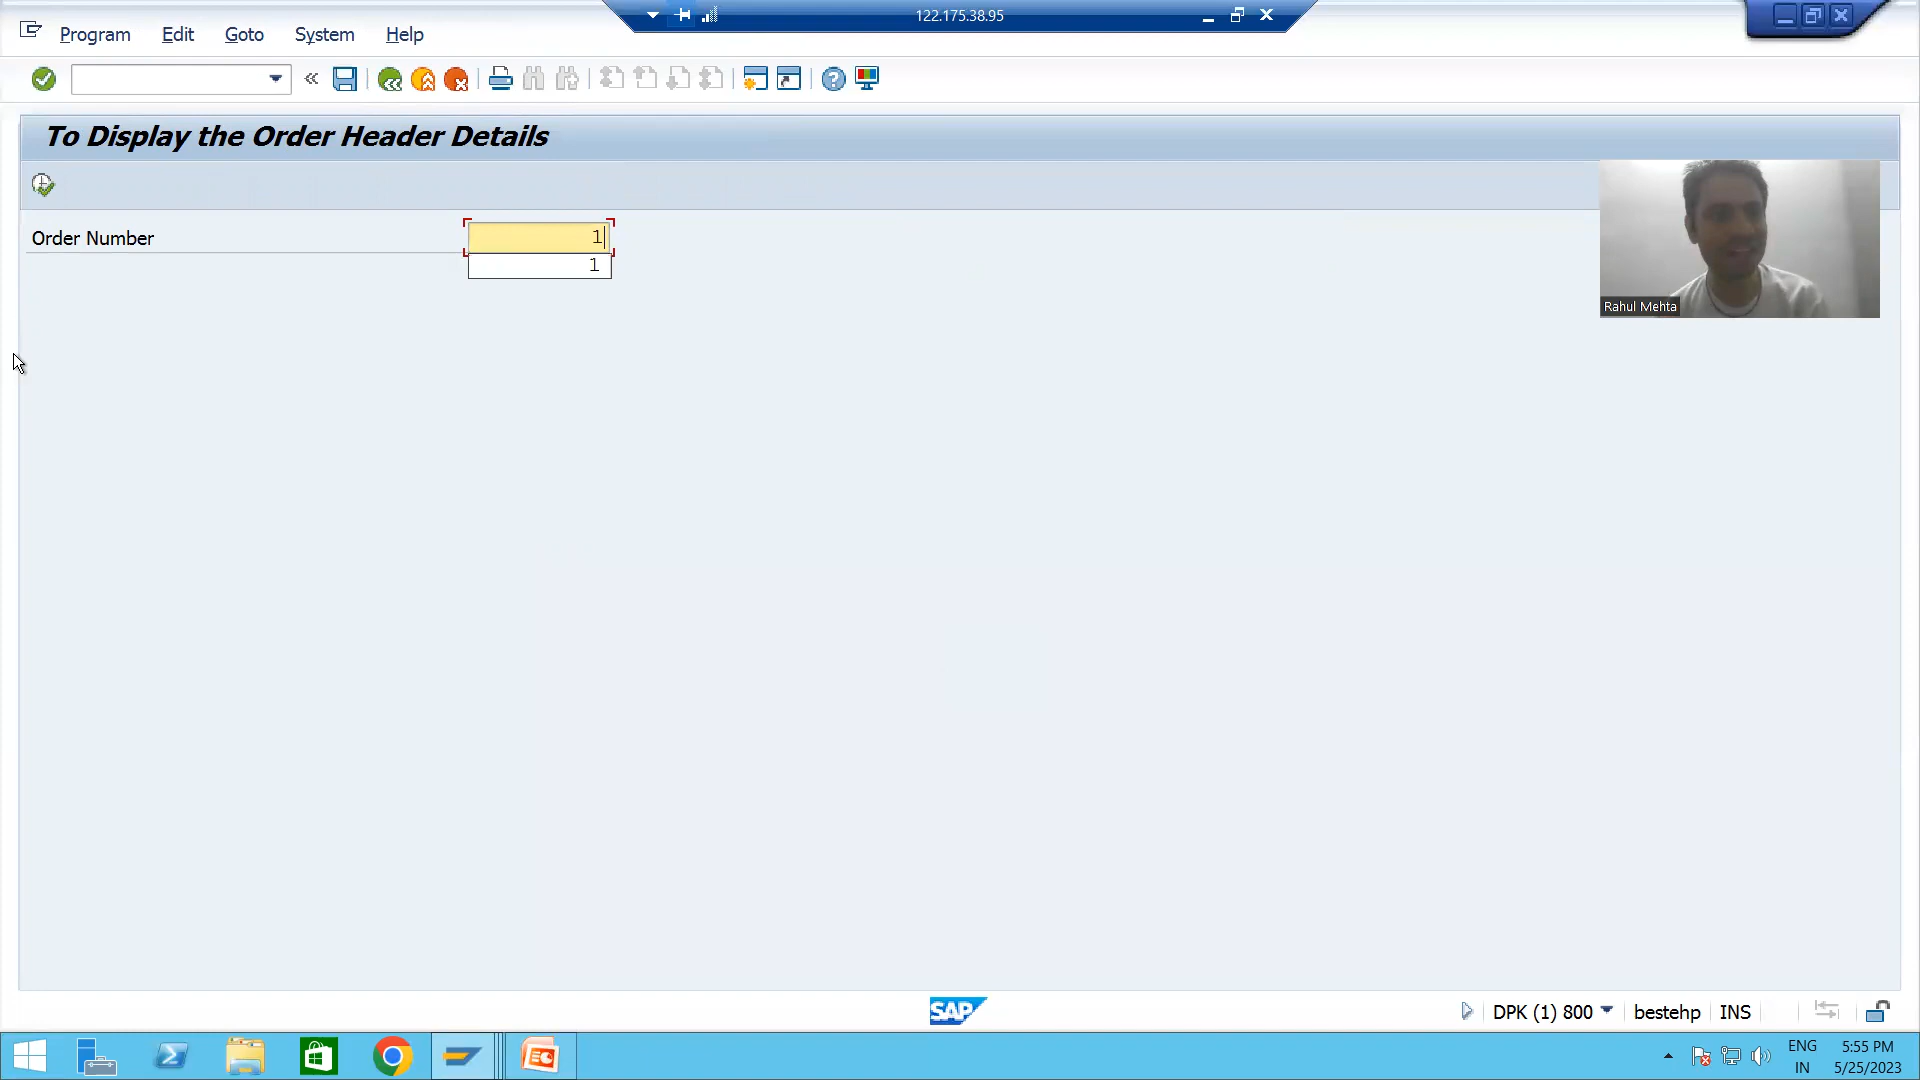 122.175.38.95
Program Edit Goto System Help
To Display the Order Header Details
Order Number 1
1
Rahul Mehta
SAP DPK (1) 800 bestehp INS
ENG 5:55 PM
IN 5/25/2023